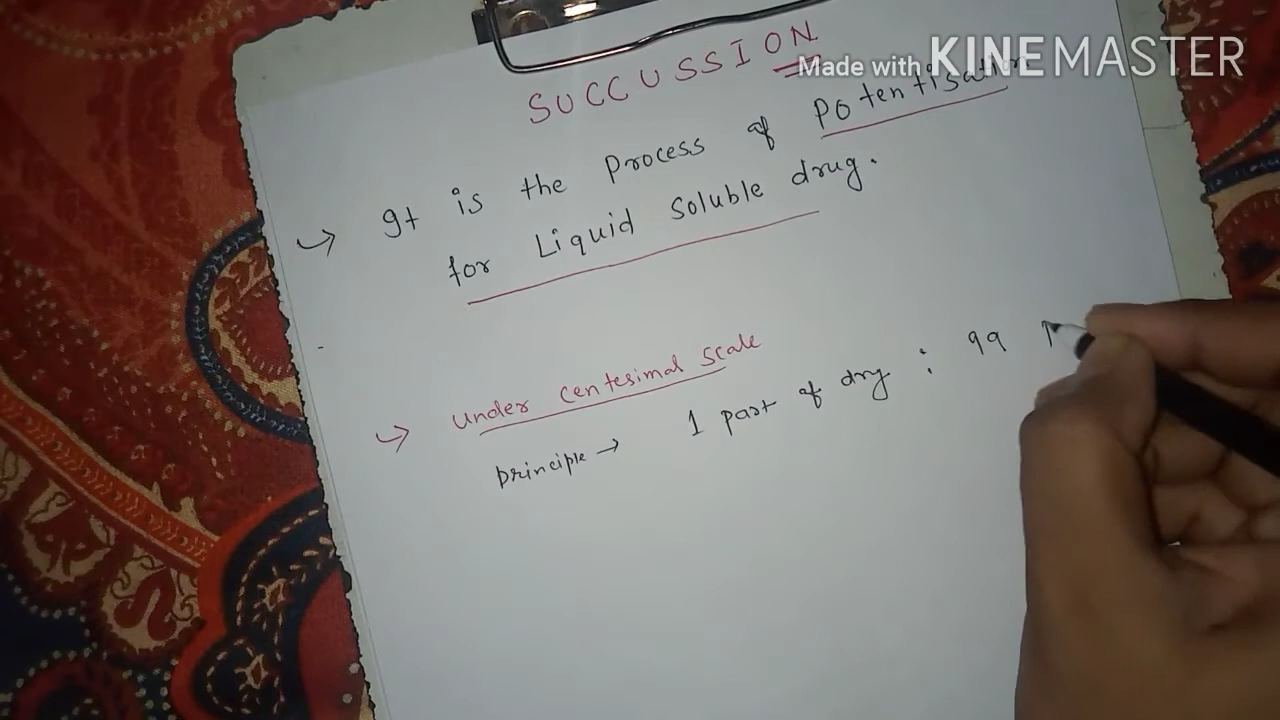 SUCCUSSION
Made with KINEMASTER
→ It is the Process of Potentisation
for Liquid Soluble drug.
→ Under Centesimal Scale
principle → 1 part of dry : 99 P